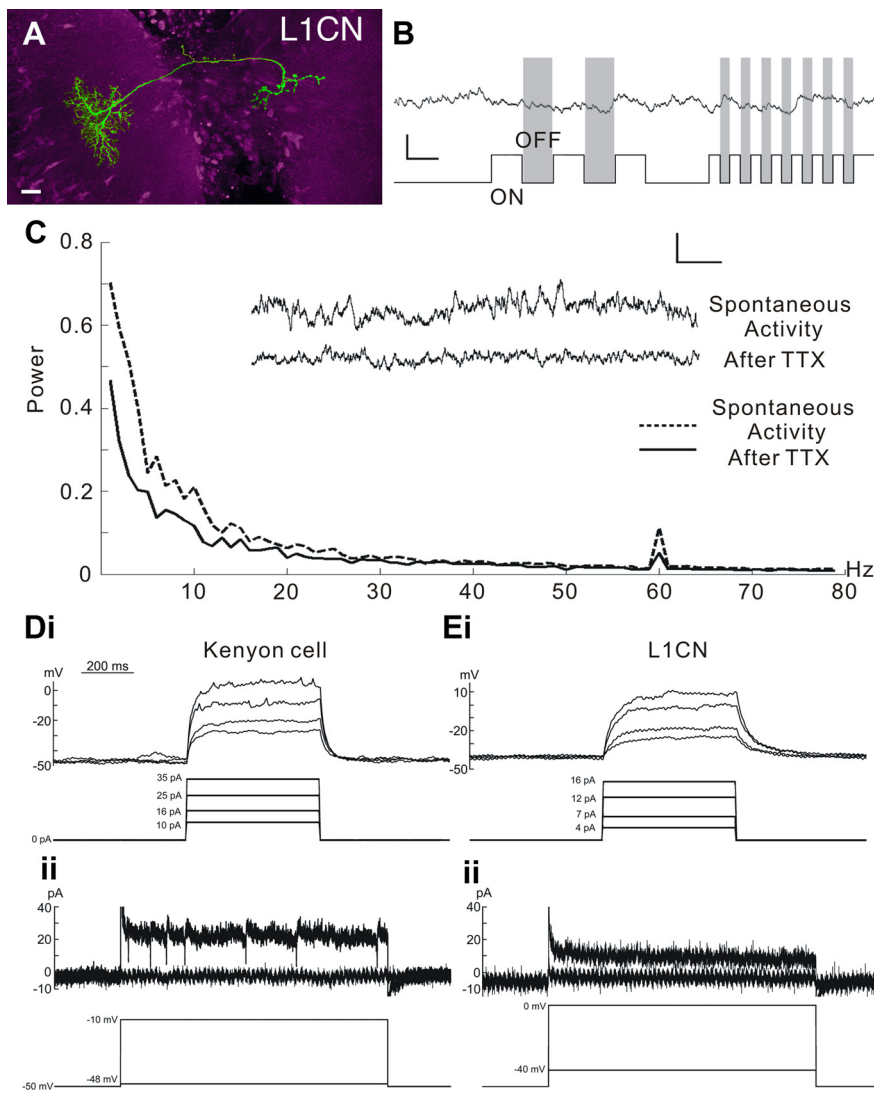 A
L1CN
B
OFF
ON
C
0.8
0.6
0.4
0.2
0
Power
Spontaneous
Activity
After TTX
Spontaneous
Activity
After TTX
10
20
30
40
50
60
70
80
Hz
Di
Kenyon cell
200 ms
mV
0
-20
-50
35 pA
25 pA
16 pA
10 pA
0 pA
Ei
L1CN
mV
10
-20
-50
16 pA
12 pA
7 pA
4 pA
ii
pA
40
20
0
-10
-10 mV
-48 mV
-50 mV
ii
pA
40
20
0
-10
0 mV
-40 mV